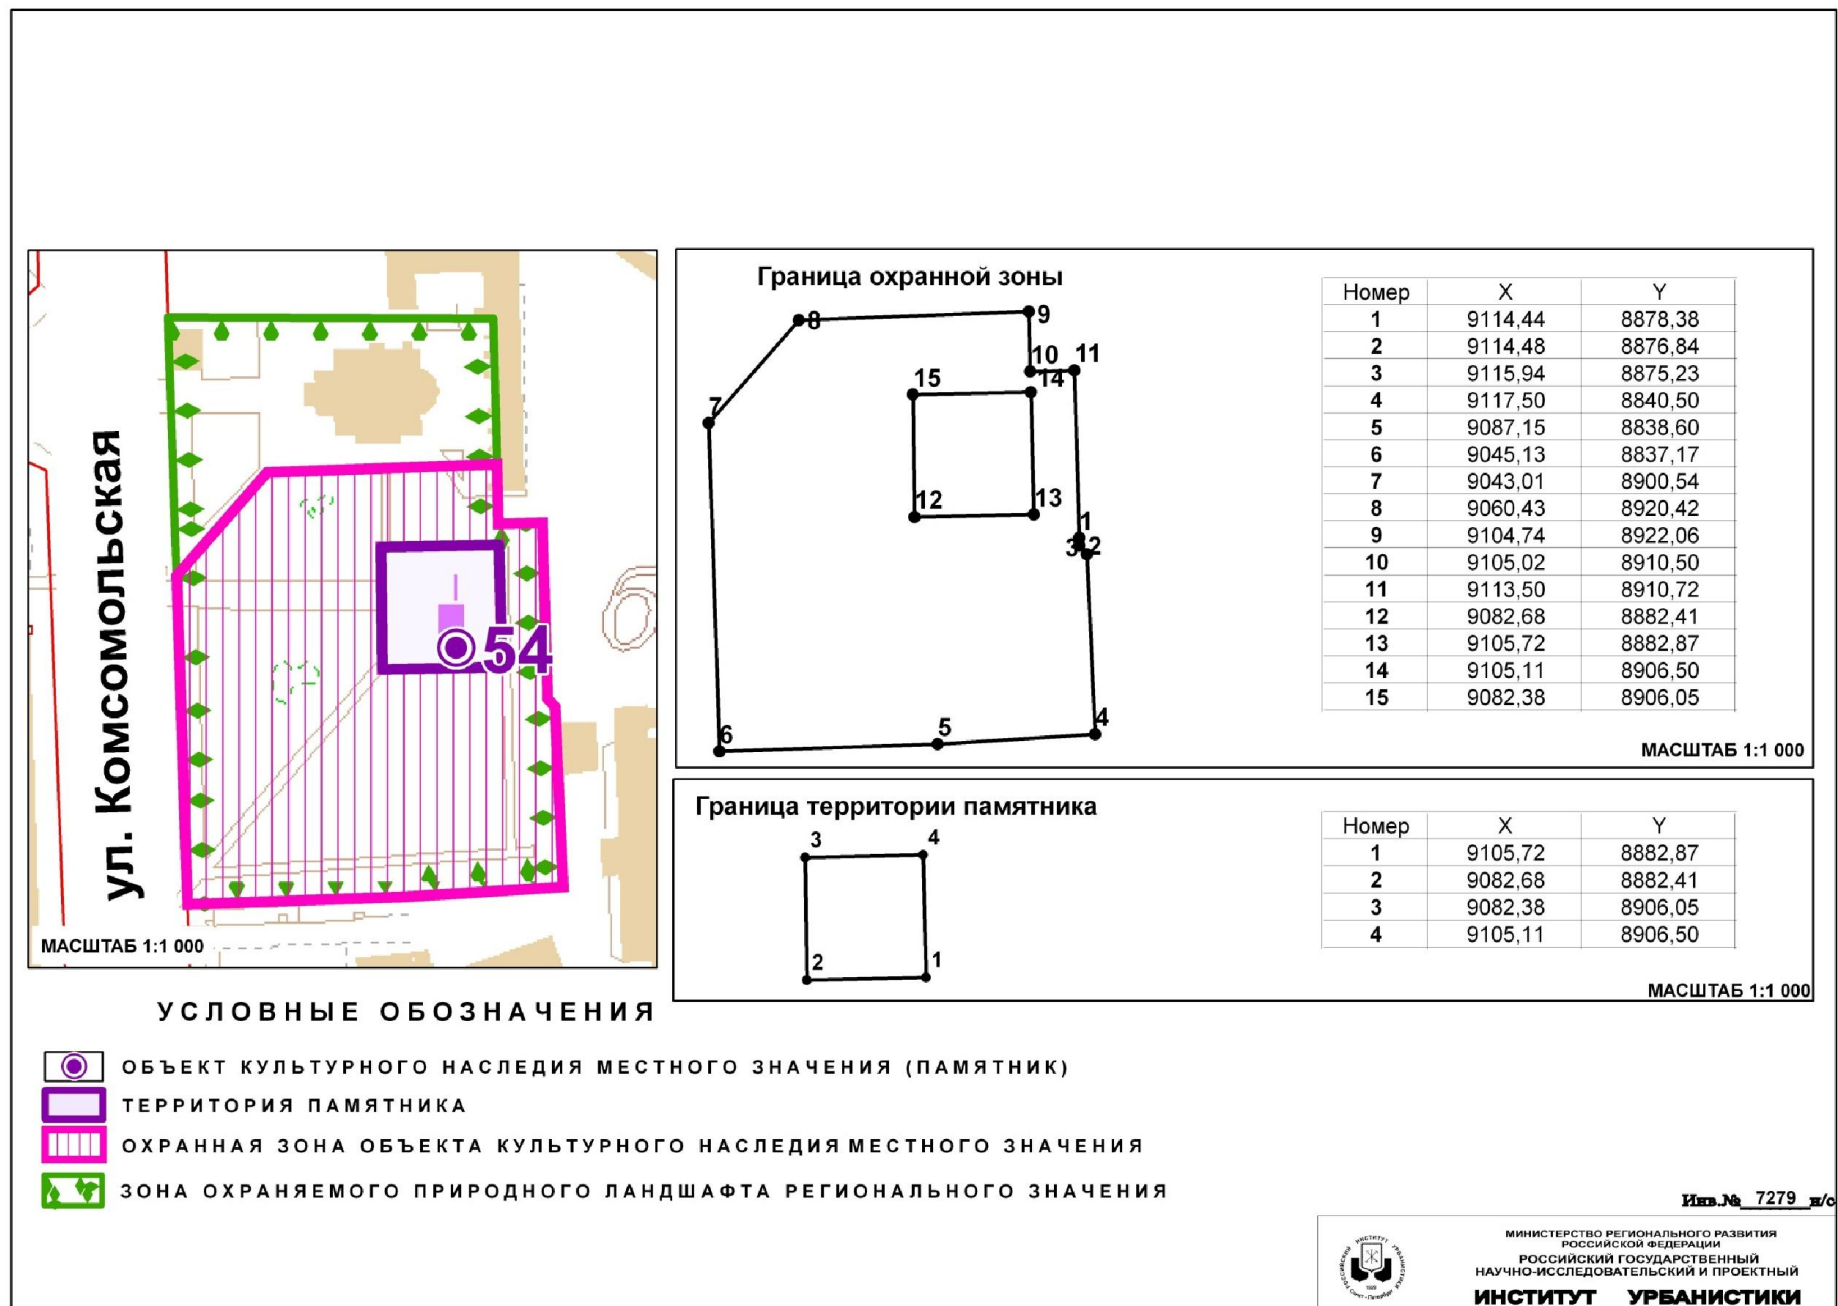 ул. Комсомольская
54
МАСШТАБ 1:1 000
Граница охранной зоны
8
9
10
11
7
15
14
12
13
1
3
2
6
5
4
Номер X Y
1 9114,44 8878,38
2 9114,48 8876,84
3 9115,94 8875,23
4 9117,50 8840,50
5 9087,15 8838,60
6 9045,13 8837,17
7 9043,01 8900,54
8 9060,43 8920,42
9 9104,74 8922,06
10 9105,02 8910,50
11 9113,50 8910,72
12 9082,68 8882,41
13 9105,72 8882,87
14 9105,11 8906,50
15 9082,38 8906,05
МАСШТАБ 1:1 000
Граница территории памятника
3
4
2
1
Номер X Y
1 9105,72 8882,87
2 9082,68 8882,41
3 9082,38 8906,05
4 9105,11 8906,50
МАСШТАБ 1:1 000
УСЛОВНЫЕ ОБОЗНАЧЕНИЯ
ОБЪЕКТ КУЛЬТУРНОГО НАСЛЕДИЯ МЕСТНОГО ЗНАЧЕНИЯ (ПАМЯТНИК)
ТЕРРИТОРИЯ ПАМЯТНИКА
ОХРАННАЯ ЗОНА ОБЪЕКТА КУЛЬТУРНОГО НАСЛЕДИЯ МЕСТНОГО ЗНАЧЕНИЯ
ЗОНА ОХРАНЯЕМОГО ПРИРОДНОГО ЛАНДШАФТА РЕГИОНАЛЬНОГО ЗНАЧЕНИЯ
Инв.№ 7279 н/с
МИНИСТЕРСТВО РЕГИОНАЛЬНОГО РАЗВИТИЯ
РОССИЙСКОЙ ФЕДЕРАЦИИ
РОССИЙСКИЙ ГОСУДАРСТВЕННЫЙ
НАУЧНО-ИССЛЕДОВАТЕЛЬСКИЙ И ПРОЕКТНЫЙ
ИНСТИТУТ УРБАНИСТИКИ